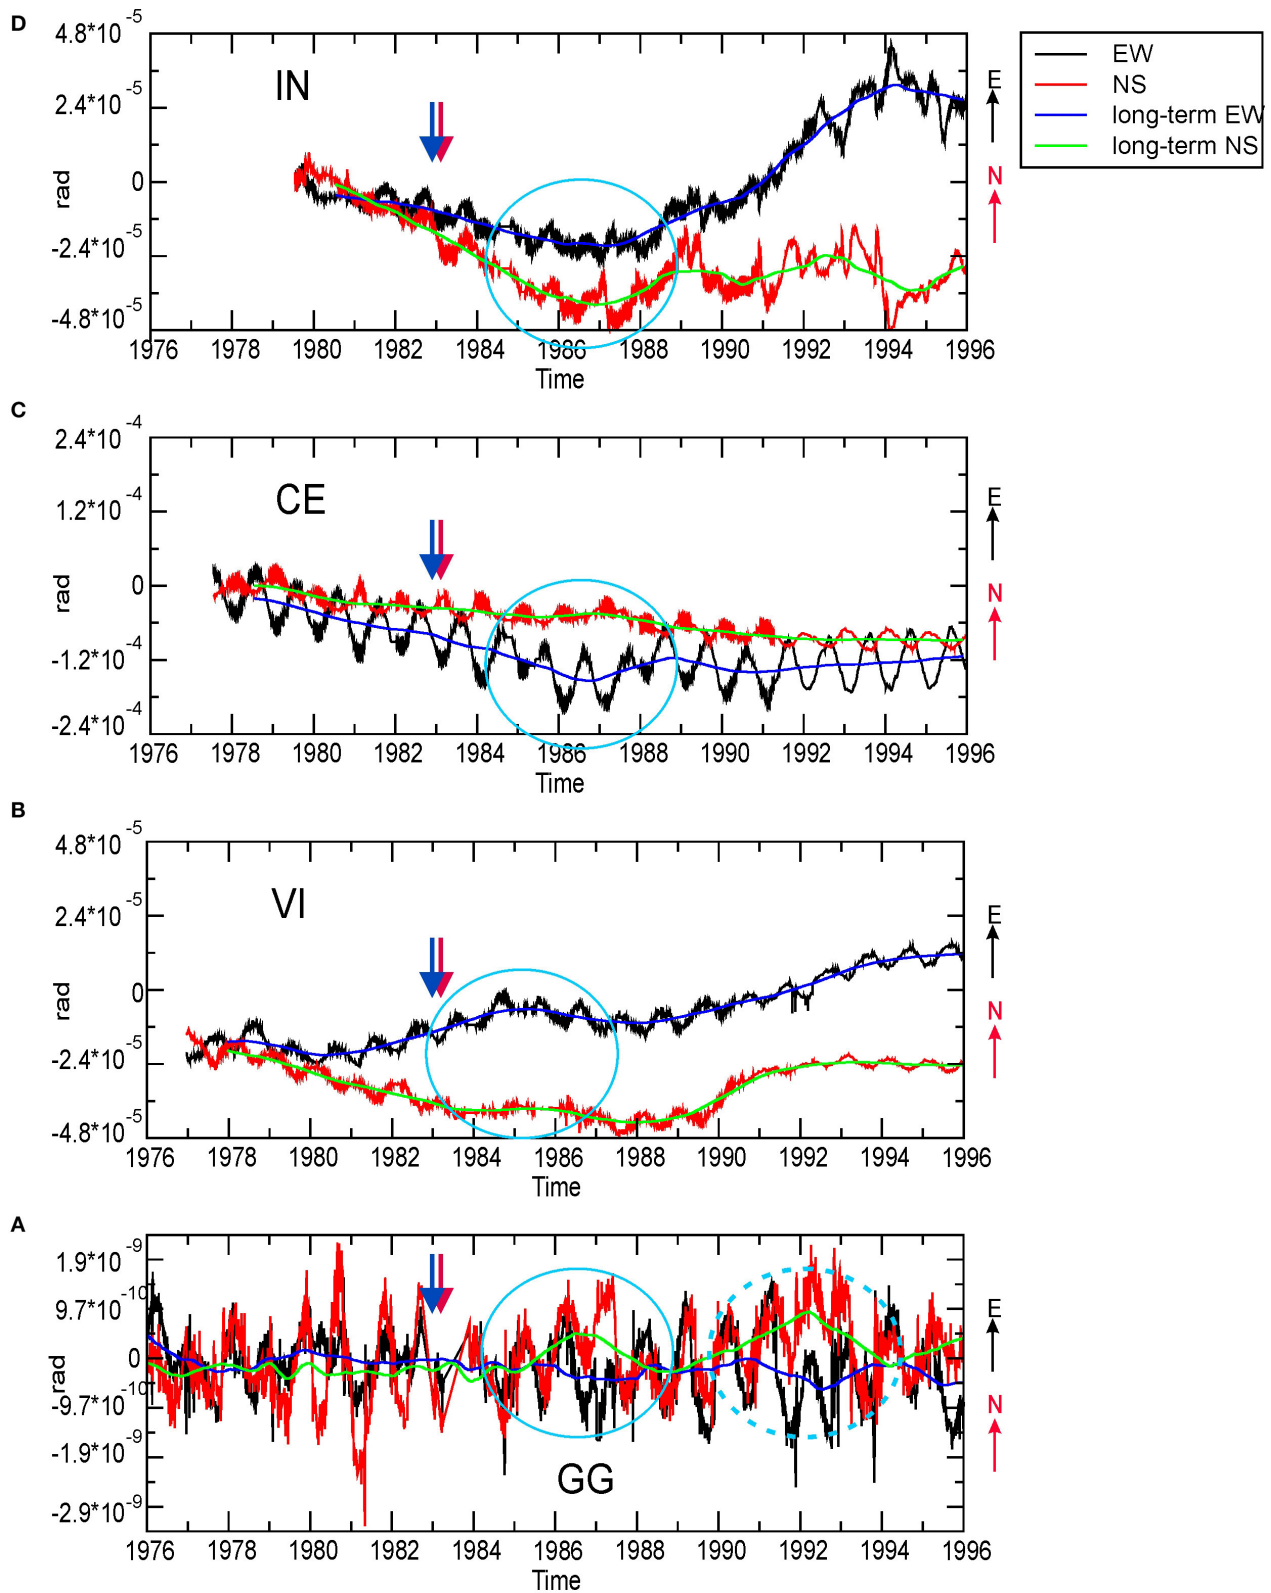 D
4.8*10 -5
2.4*10 -5
0
-2.4*10 -5
-4.8*10 -5
rad
IN
E
N
EW
NS
long-term EW
long-term NS
1976 1978 1980 1982 1984 1986 1988 1990 1992 1994 1996
Time
C
2.4*10 -4
1.2*10 -4
0
-1.2*10 -4
-2.4*10 -4
rad
CE
E
N
1976 1978 1980 1982 1984 1986 1988 1990 1992 1994 1996
Time
B
4.8*10 -5
2.4*10 -5
0
-2.4*10 -5
-4.8*10 -5
rad
VI
E
N
1976 1978 1980 1982 1984 1986 1988 1990 1992 1994 1996
Time
A
1.9*10 -9
9.7*10 -10
0
-9.7*10 -10
-1.9*10 -9
-2.9*10 -9
rad
GG
E
N
1976 1978 1980 1982 1984 1986 1988 1990 1992 1994 1996
Time